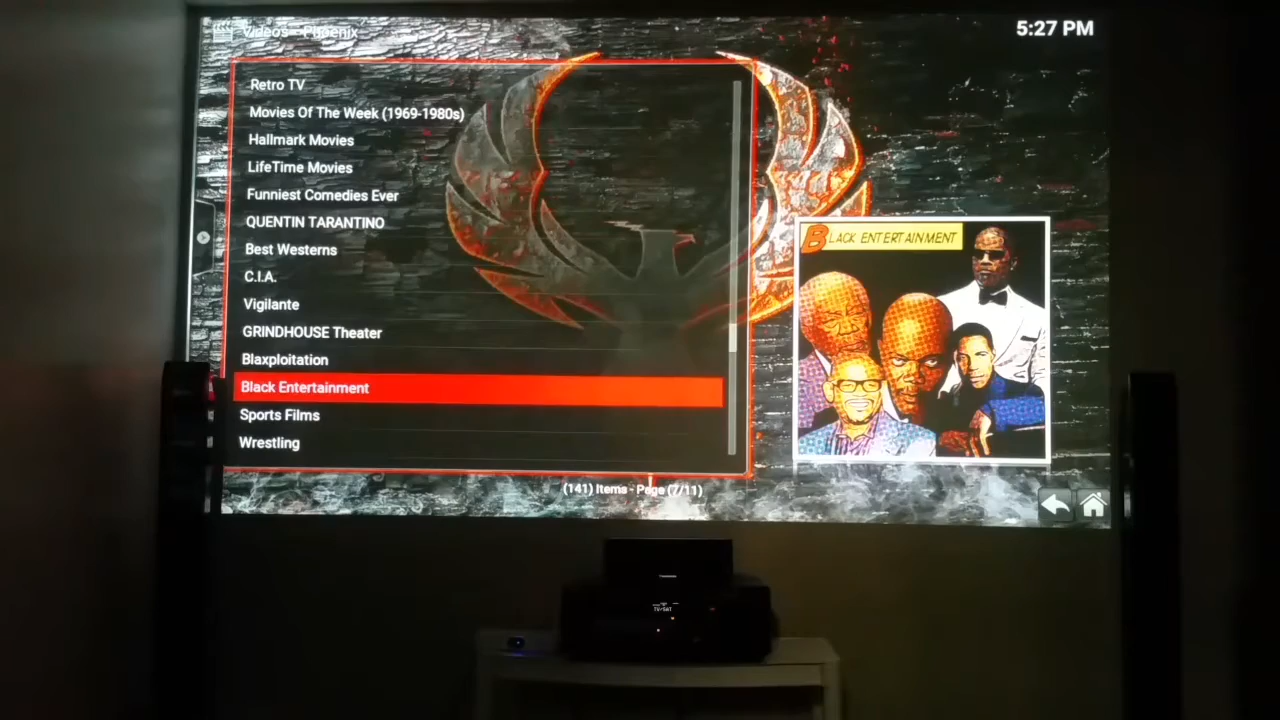 Videos - Phoenix
5:27 PM
Retro TV
Movies Of The Week (1969-1980s)
Hallmark Movies
LifeTime Movies
Funniest Comedies Ever
QUENTIN TARANTINO
Best Westerns
C.I.A.
Vigilante
GRINDHOUSE Theater
Blaxploitation
Black Entertainment
Sports Films
Wrestling
BLACK ENTERTAINMENT
(141) Items - Page (7/11)
TV/SAT